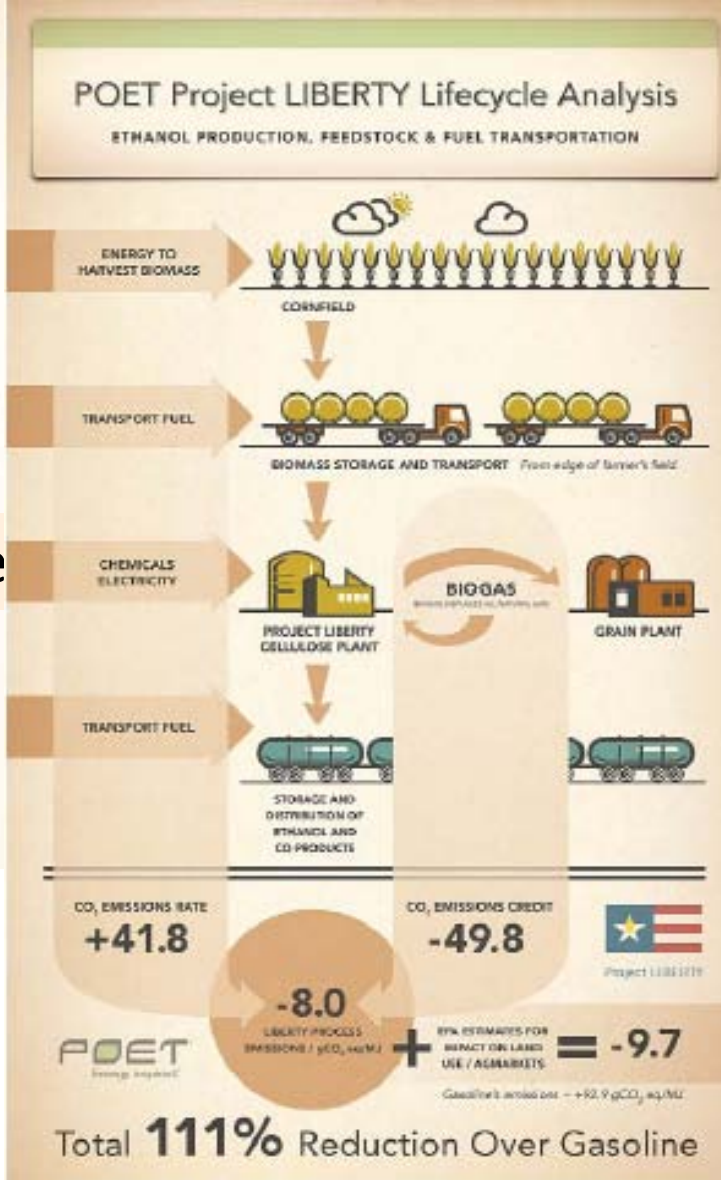 POET Project LIBERTY Lifecycle Analysis
ETHANOL PRODUCTION, FEEDSTOCK & FUEL TRANSPORTATION
ENERGY TO
HARVEST BIOMASS
CORNFIELD
TRANSPORT FUEL
BIOMASS STORAGE AND TRANSPORT From edge of farmer's field
e
CHEMICALS
ELECTRICITY
BIOGAS
PROJECT LIBERTY
CELLULOSE PLANT
GRAIN PLANT
TRANSPORT FUEL
STORAGE AND
DISTRIBUTION OF
ETHANOL AND
CO-PRODUCTS
CO₂ EMISSIONS RATE
+41.8
CO₂ EMISSIONS CREDIT
-49.8
Project LIBERTY
-8.0
LIBERTY PROCESS
EMISSIONS / gCO₂ eq/MJ
+
EPA ESTIMATES FOR
IMPACT ON LAND
USE / AGMARKETS
= -9.7
POET
Gasoline's emissions = +92.9 gCO₂ eq/MJ
Total 111% Reduction Over Gasoline